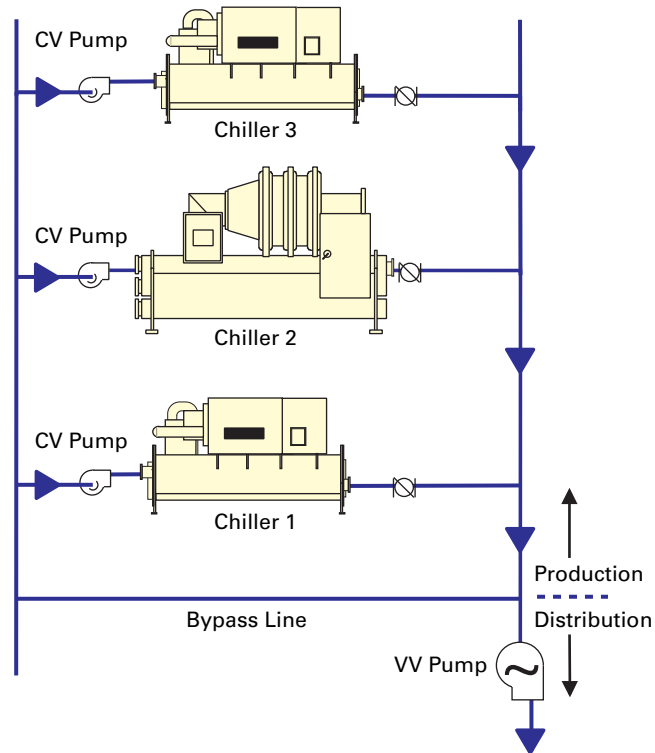 CV Pump
Chiller 3
CV Pump
Chiller 2
CV Pump
Chiller 1
Production
Bypass Line
Distribution
VV Pump